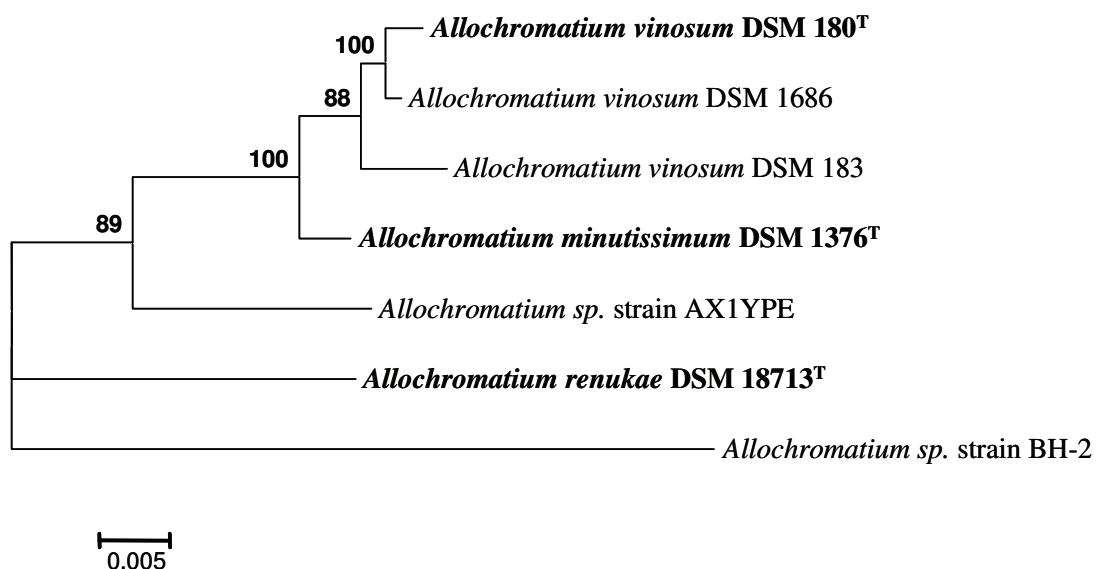 Allochromatium vinosum DSM 180T
100
Allochromatium vinosum DSM 1686
88
Allochromatium vinosum DSM 183
100
Allochromatium minutissimum DSM 1376T
89
Allochromatium sp. strain AX1YPE
Allochromatium renukae DSM 18713T
Allochromatium sp. strain BH-2
0.005